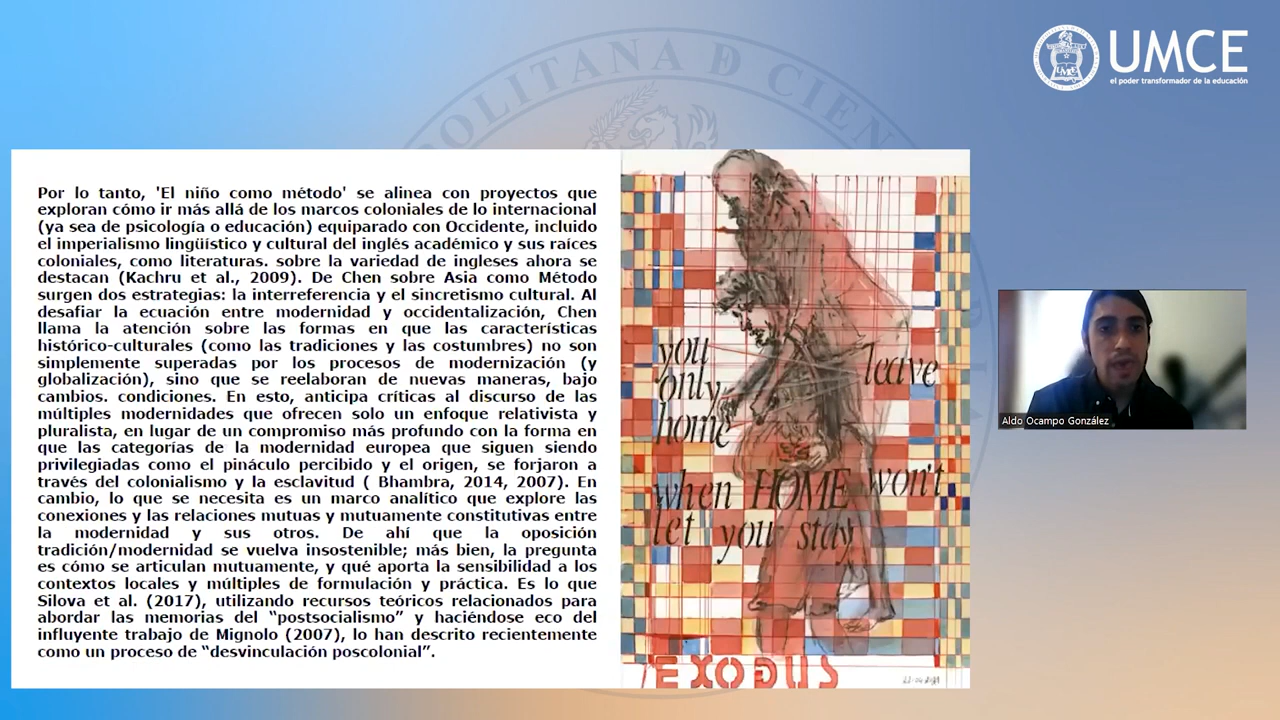 UMCE
el poder transformador de la educación
OLITANA D CIEN
Por lo tanto, 'El niño como método' se alinea con proyectos que
exploran cómo ir más allá de los marcos coloniales de lo internacional
(ya sea de psicología o educación) equiparado con Occidente, incluido
el imperialismo lingüístico y cultural del inglés académico y sus raíces
coloniales, como literaturas. sobre la variedad de ingleses ahora se
destacan (Kachru et al., 2009). De Chen sobre Asia como Método
surgen dos estrategias: la interreferencia y el sincretismo cultural. Al
desafiar la ecuación entre modernidad y occidentalización, Chen
llama la atención sobre las formas en que las características
histórico-culturales (como las tradiciones y las costumbres) no son
simplemente superadas por los procesos de modernización (y
globalización), sino que se reelaboran de nuevas maneras, bajo
cambios. condiciones. En esto, anticipa críticas al discurso de las
múltiples modernidades que ofrecen solo un enfoque relativista y
pluralista, en lugar de un compromiso más profundo con la forma en
que las categorías de la modernidad europea que siguen siendo
privilegiadas como el pináculo percibido y el origen, se forjaron a
través del colonialismo y la esclavitud ( Bhambra, 2014, 2007). En
cambio, lo que se necesita es un marco analítico que explore las
conexiones y las relaciones mutuas y mutuamente constitutivas entre
la modernidad y sus otros. De ahí que la oposición
tradición/modernidad se vuelva insostenible; más bien, la pregunta
es cómo se articulan mutuamente, y qué aporta la sensibilidad a los
contextos locales y múltiples de formulación y práctica. Es lo que
Silova et al. (2017), utilizando recursos teóricos relacionados para
abordar las memorias del “postsocialismo” y haciéndose eco del
influyente trabajo de Mignolo (2007), lo han descrito recientemente
como un proceso de “desvinculación poscolonial”.
you leave
only
home
when HOME won't
let you stay
EXODUS
Aldo Ocampo González